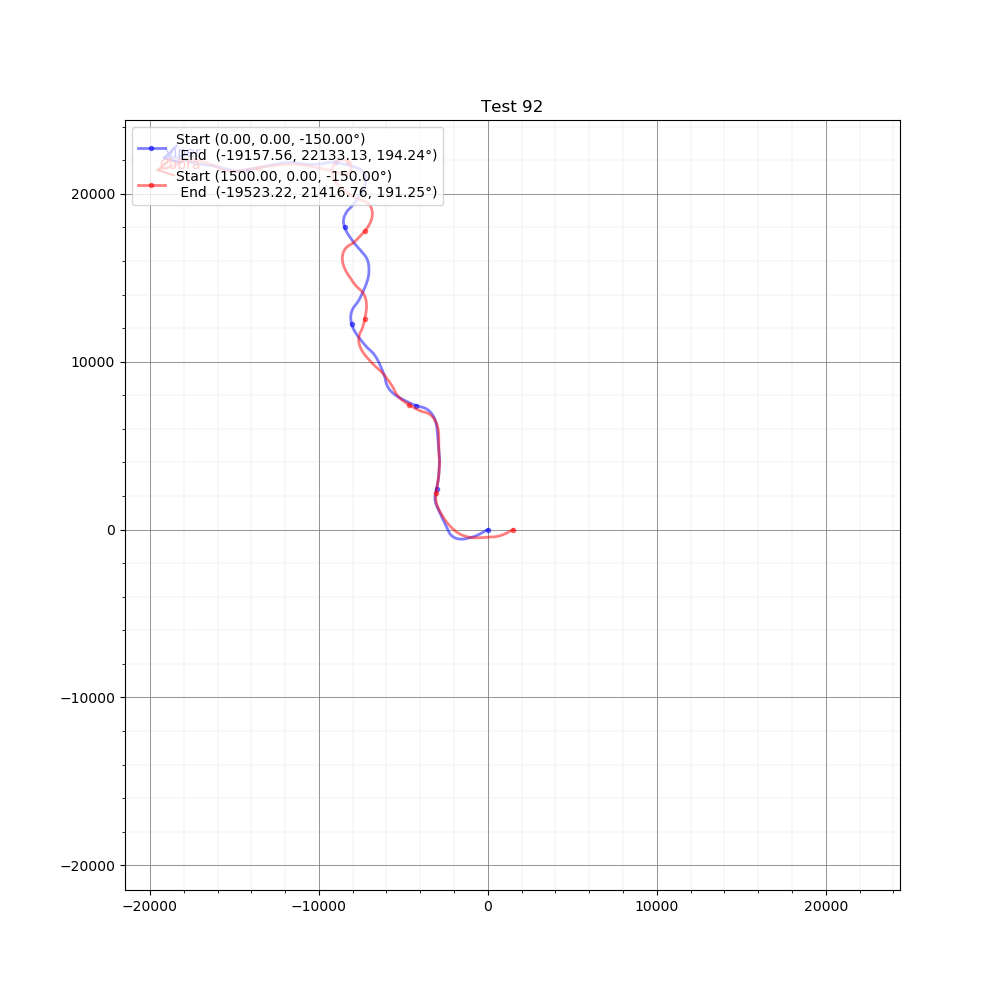 Test 92
Start (0.00, 0.00, -150.00°)
End (-19157.56, 22133.13, 194.24°)
Start (1500.00, 0.00, -150.00°)
End (-19523.22, 21416.76, 191.25°)
20000
10000
0
−10000
−20000
−20000
−10000
0
10000
20000